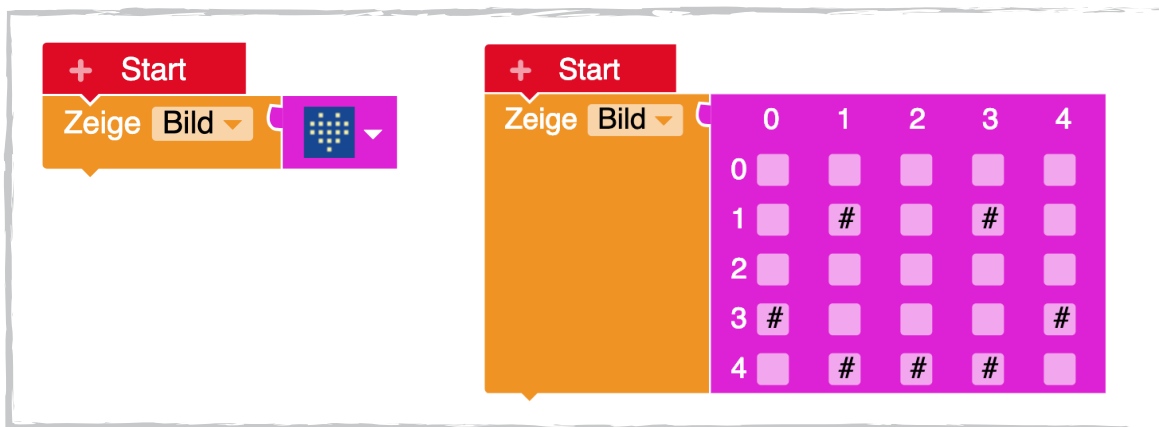 + Start
Zeige Bild
+ Start
Zeige Bild 0 1 2 3 4
0
1 # #
2
3 # #
4 # # #